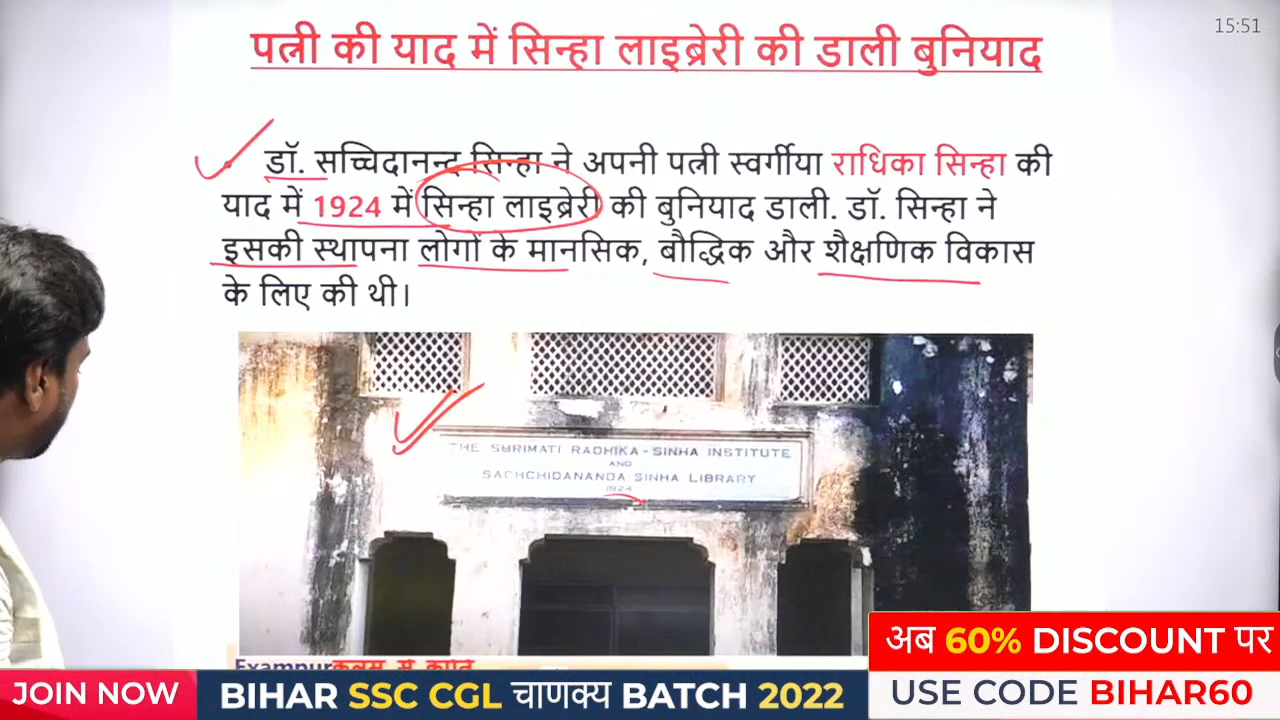 15:51
पत्नी की याद में सिन्हा लाइब्रेरी की डाली बुनियाद
डॉ. सच्चिदानन्द सिन्हा ने अपनी पत्नी स्वर्गीया राधिका सिन्हा की
याद में 1924 में सिन्हा लाइब्रेरी की बुनियाद डाली. डॉ. सिन्हा ने
इसकी स्थापना लोगों के मानसिक, बौद्धिक और शैक्षणिक विकास
के लिए की थी।
THE SHRIMATI RADHIKA-SINHA INSTITUTE
AND
SACHCHIDANANDA SINHA LIBRARY
1924
Exampur
अब 60% DISCOUNT पर
JOIN NOW BIHAR SSC CGL चाणक्य BATCH 2022 USE CODE BIHAR60